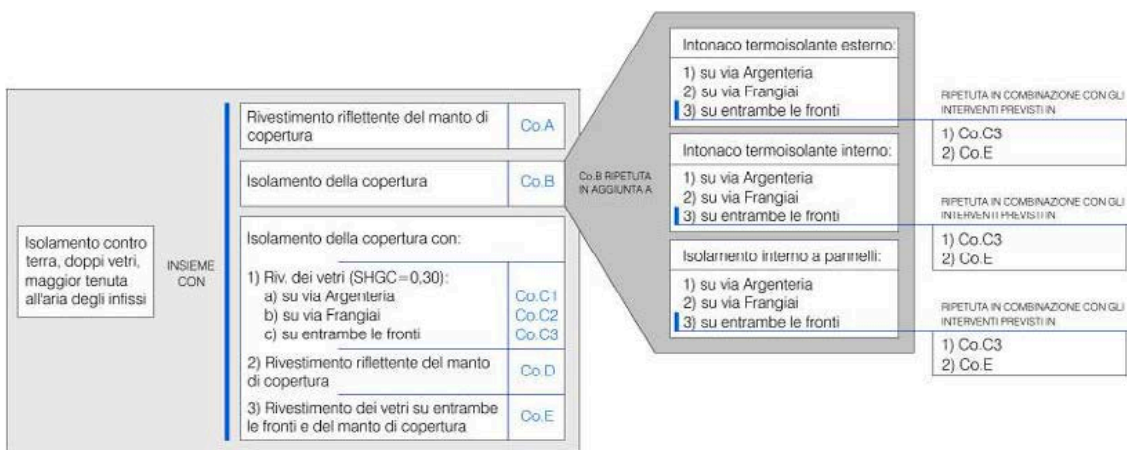 Isolamento contro
terra, doppi vetri,
maggior tenuta
all'aria degli infissi
INSIEME
CON
Rivestimento riflettente del manto di
copertura
Co.A
Isolamento della copertura
Co.B
Isolamento della copertura con:
1) Riv. dei vetri (SHGC=0,30):
a) su via Argenteria
Co.C1
b) su via Frangiai
Co.C2
c) su entrambe le fronti
Co.C3
2) Rivestimento riflettente del manto
di copertura
Co.D
3) Rivestimento dei vetri su entrambe
le fronti e del manto di copertura
Co.E
Co.B RIPETUTA
IN AGGIUNTA A
Intonaco termoisolante esterno:
1) su via Argenteria
2) su via Frangiai
3) su entrambe le fronti
RIPETUTA IN COMBINAZIONE CON GLI
INTERVENTI PREVISTI IN
1) Co.C3
2) Co.E
Intonaco termoisolante interno:
1) su via Argenteria
2) su via Frangiai
3) su entrambe le fronti
RIPETUTA IN COMBINAZIONE CON GLI
INTERVENTI PREVISTI IN
1) Co.C3
2) Co.E
Isolamento interno a pannelli:
1) su via Argenteria
2) su via Frangiai
3) su entrambe le fronti
RIPETUTA IN COMBINAZIONE CON GLI
INTERVENTI PREVISTI IN
1) Co.C3
2) Co.E